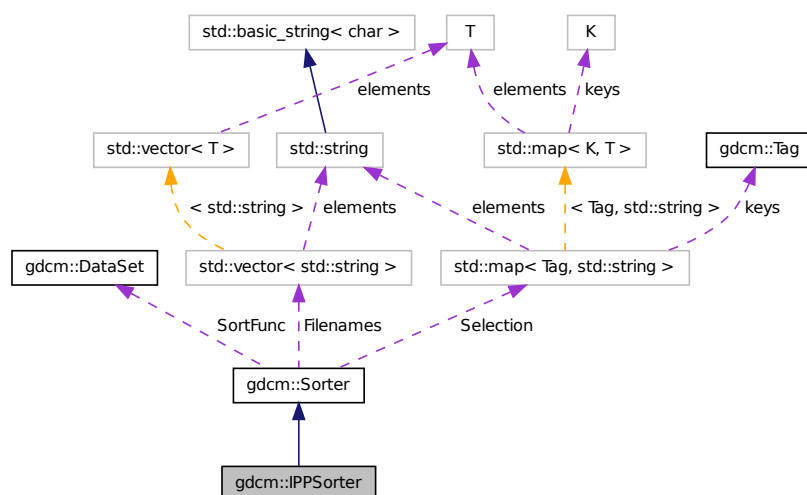 std::basic_string< char >
T
K
elements
elements
keys
std::vector< T >
std::string
std::map< K, T >
gdcm::Tag
< std::string >
elements
elements
< Tag, std::string >
keys
gdcm::DataSet
std::vector< std::string >
std::map< Tag, std::string >
SortFunc
Filenames
Selection
gdcm::Sorter
gdcm::IPPSorter